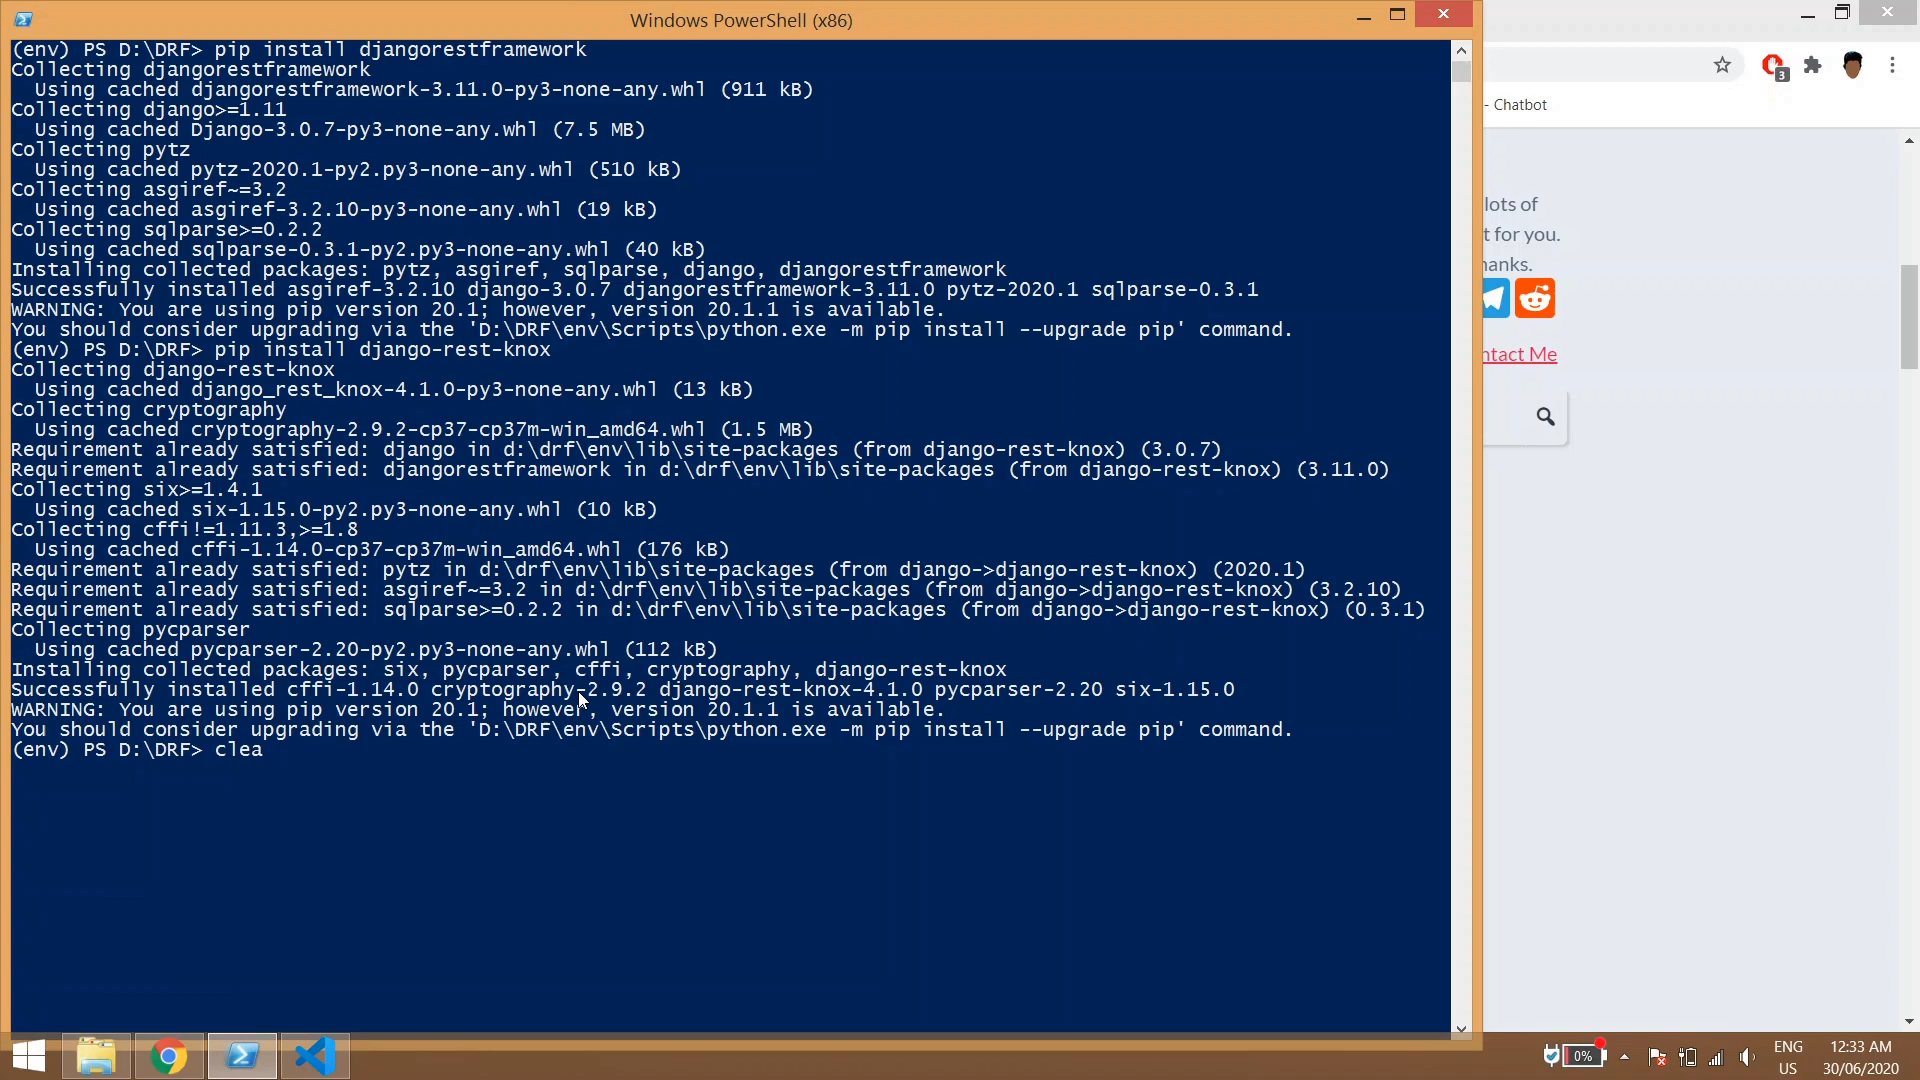 Windows PowerShell (x86)
(env) PS D:\DRF> pip install djangorestframework
Collecting djangorestframework
  Using cached djangorestframework-3.11.0-py3-none-any.whl (911 kB)
Collecting django>=1.11
  Using cached Django-3.0.7-py3-none-any.whl (7.5 MB)
Collecting pytz
  Using cached pytz-2020.1-py2.py3-none-any.whl (510 kB)
Collecting asgiref~=3.2
  Using cached asgiref-3.2.10-py3-none-any.whl (19 kB)
Collecting sqlparse>=0.2.2
  Using cached sqlparse-0.3.1-py2.py3-none-any.whl (40 kB)
Installing collected packages: pytz, asgiref, sqlparse, django, djangorestframework
Successfully installed asgiref-3.2.10 django-3.0.7 djangorestframework-3.11.0 pytz-2020.1 sqlparse-0.3.1
WARNING: You are using pip version 20.1; however, version 20.1.1 is available.
You should consider upgrading via the 'D:\DRF\env\Scripts\python.exe -m pip install --upgrade pip' command.
(env) PS D:\DRF> pip install django-rest-knox
Collecting django-rest-knox
  Using cached django_rest_knox-4.1.0-py3-none-any.whl (13 kB)
Collecting cryptography
  Using cached cryptography-2.9.2-cp37-cp37m-win_amd64.whl (1.5 MB)
Requirement already satisfied: django in d:\drf\env\lib\site-packages (from django-rest-knox) (3.0.7)
Requirement already satisfied: djangorestframework in d:\drf\env\lib\site-packages (from django-rest-knox) (3.11.0)
Collecting six>=1.4.1
  Using cached six-1.15.0-py2.py3-none-any.whl (10 kB)
Collecting cffi!=1.11.3,>=1.8
  Using cached cffi-1.14.0-cp37-cp37m-win_amd64.whl (176 kB)
Requirement already satisfied: pytz in d:\drf\env\lib\site-packages (from django->django-rest-knox) (2020.1)
Requirement already satisfied: asgiref~=3.2 in d:\drf\env\lib\site-packages (from django->django-rest-knox) (3.2.10)
Requirement already satisfied: sqlparse>=0.2.2 in d:\drf\env\lib\site-packages (from django->django-rest-knox) (0.3.1)
Collecting pycparser
  Using cached pycparser-2.20-py2.py3-none-any.whl (112 kB)
Installing collected packages: six, pycparser, cffi, cryptography, django-rest-knox
Successfully installed cffi-1.14.0 cryptography-2.9.2 django-rest-knox-4.1.0 pycparser-2.20 six-1.15.0
WARNING: You are using pip version 20.1; however, version 20.1.1 is available.
You should consider upgrading via the 'D:\DRF\env\Scripts\python.exe -m pip install --upgrade pip' command.
(env) PS D:\DRF> clea
3
- Chatbot
lots of
t for you.
hanks.
ntact Me
0%
ENG
US
12:33 AM
30/06/2020